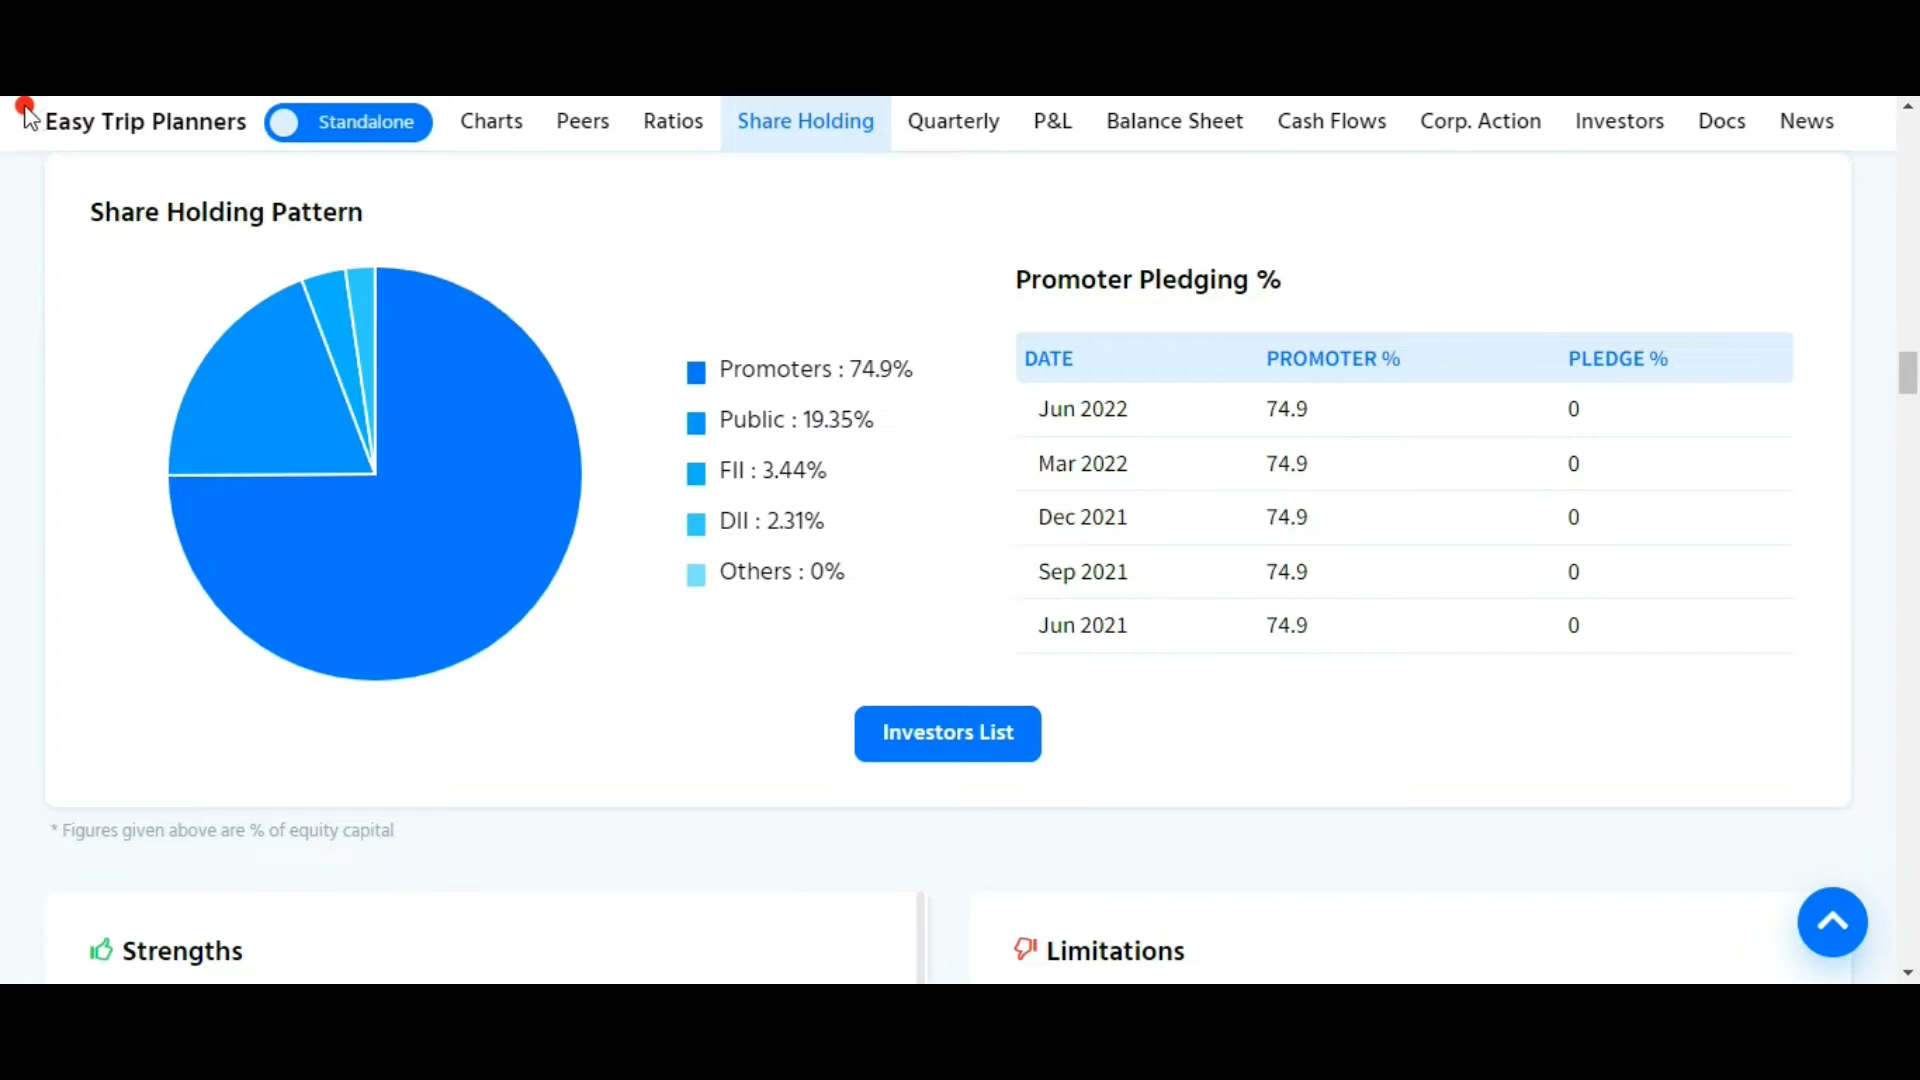 Easy Trip Planners Standalone Charts Peers Ratios Share Holding Quarterly P&L Balance Sheet Cash Flows Corp. Action Investors Docs News
Share Holding Pattern
Promoters : 74.9%
Public : 19.35%
FII : 3.44%
DII : 2.31%
Others : 0%
Promoter Pledging %
DATE PROMOTER % PLEDGE %
Jun 2022 74.9 0
Mar 2022 74.9 0
Dec 2021 74.9 0
Sep 2021 74.9 0
Jun 2021 74.9 0
Investors List
* Figures given above are % of equity capital
Strengths
Limitations